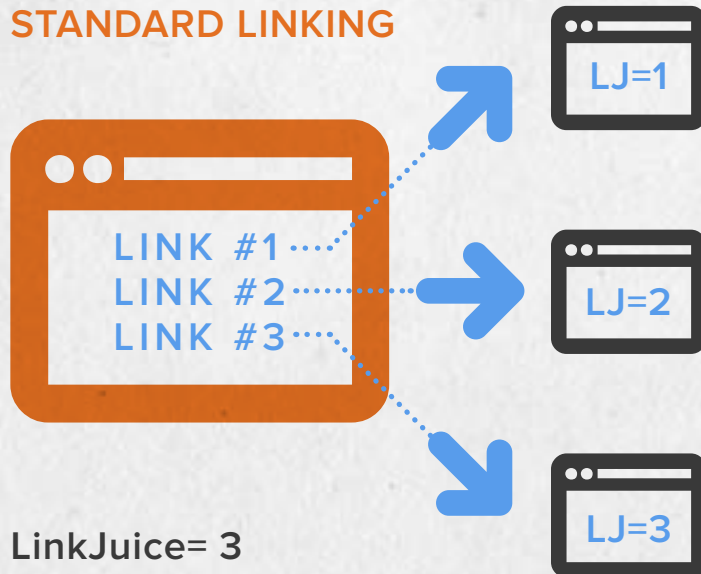 STANDARD LINKING
LJ=1
LINK #1
LINK #2
LJ=2
LINK #3
LJ=3
LinkJuice= 3